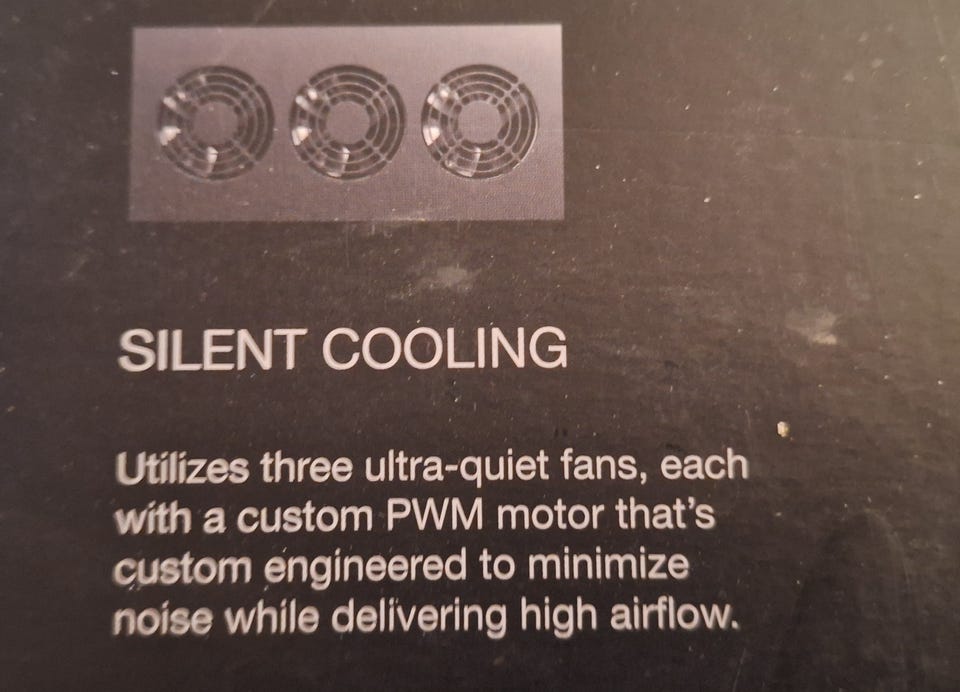 SILENT COOLING
Utilizes three ultra-quiet fans, each
with a custom PWM motor that's
custom engineered to minimize
noise while delivering high airflow.